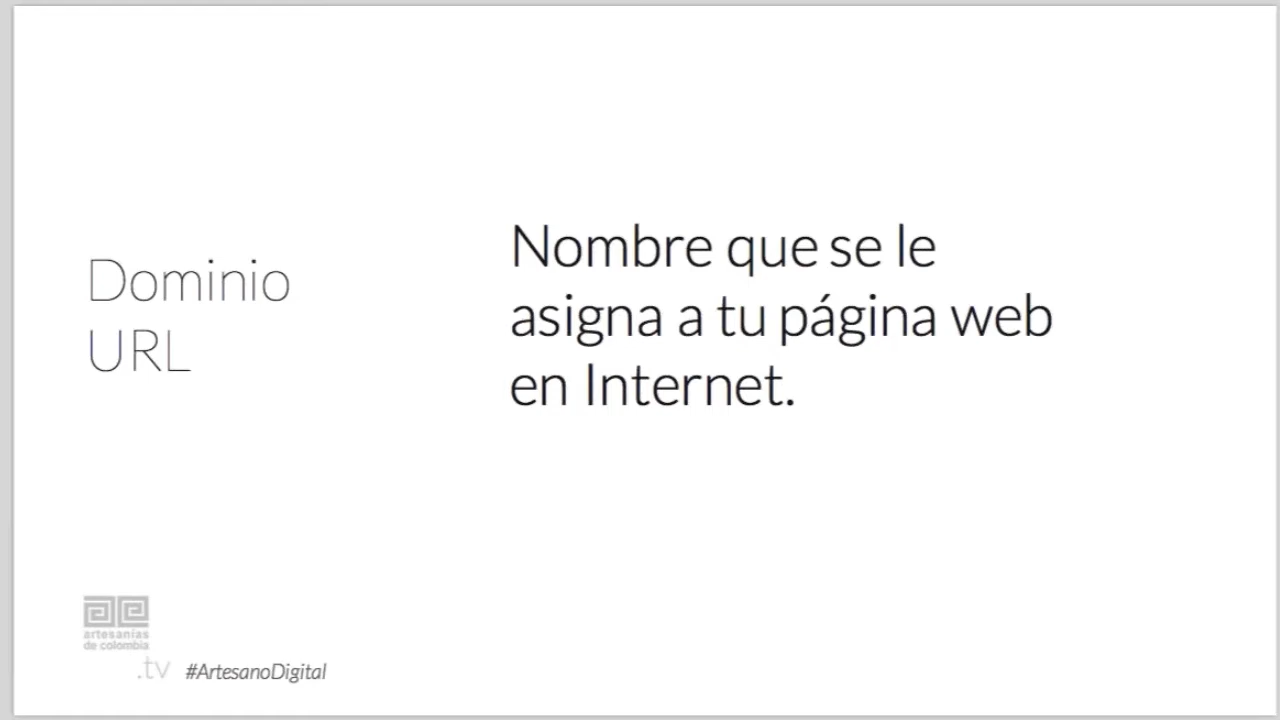 Dominio
URL
Nombre que se le
asigna a tu página web
en Internet.
artesanías
de colombia
.tv #ArtesanoDigital